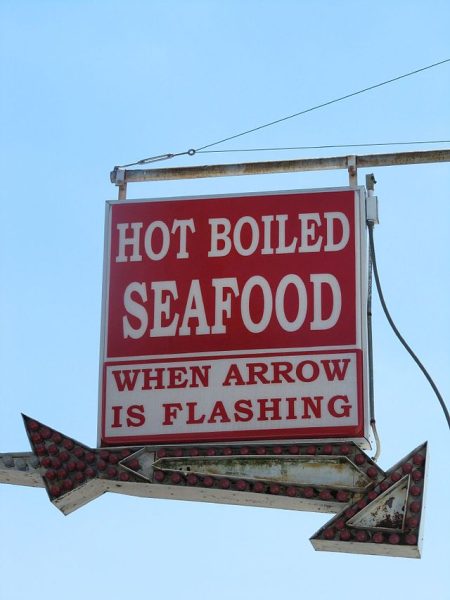 HOT BOILED
SEAFOOD
WHEN ARROW
IS FLASHING